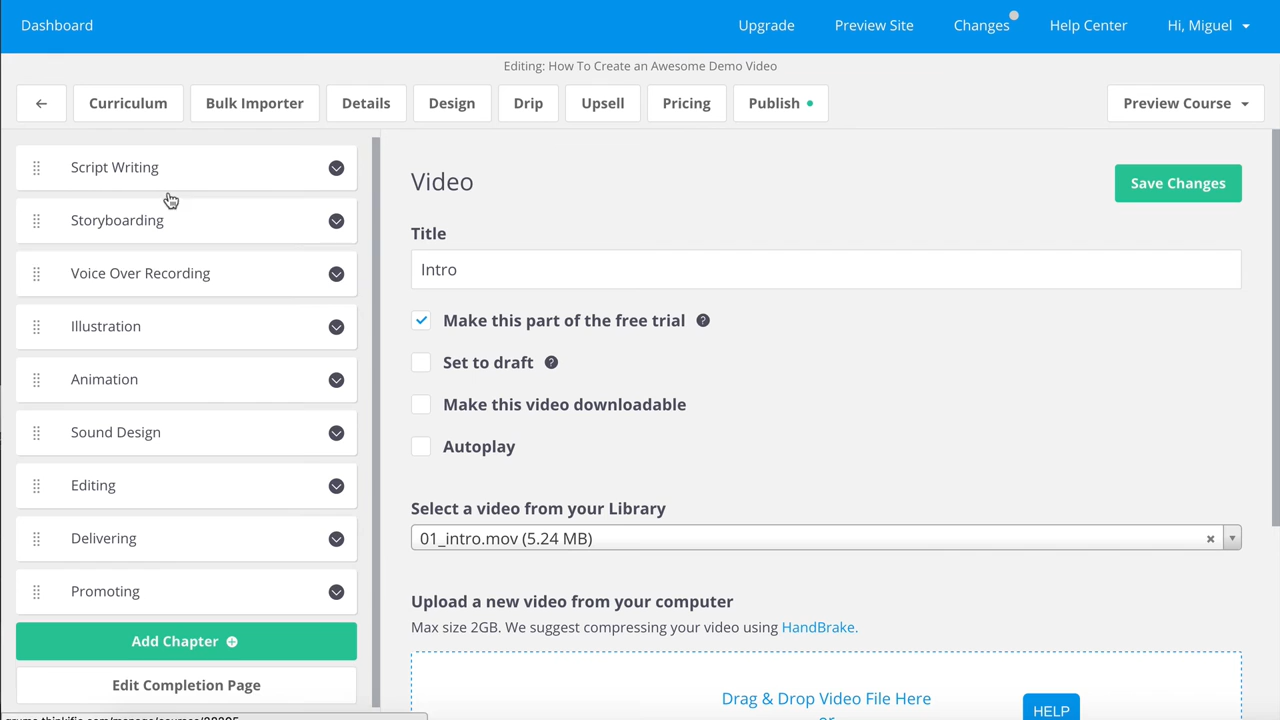 Dashboard
Upgrade
Preview Site
Changes
Help Center
Hi, Miguel
Editing: How To Create an Awesome Demo Video
Curriculum
Bulk Importer
Details
Design
Drip
Upsell
Pricing
Publish
Preview Course
Script Writing
Storyboarding
Voice Over Recording
Illustration
Animation
Sound Design
Editing
Delivering
Promoting
Add Chapter
Edit Completion Page
Video
Save Changes
Title
Intro
Make this part of the free trial
Set to draft
Make this video downloadable
Autoplay
Select a video from your Library
01_intro.mov (5.24 MB)
Upload a new video from your computer
Max size 2GB. We suggest compressing your video using HandBrake.
Drag & Drop Video File Here
HELP